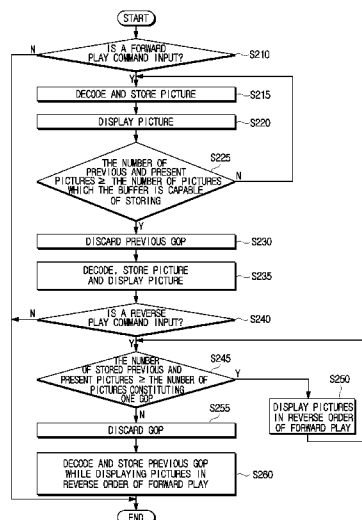 START
IS A FORWARD
PLAY COMMAND INPUT?
S210
N
Y
DECODE AND STORE PICTURE
S215
DISPLAY PICTURE
S220
THE NUMBER OF
PREVIOUS AND PRESENT
PICTURES ≥ THE NUMBER OF PICTURES
WHICH THE BUFFER IS CAPABLE
OF STORING
S225
N
Y
DISCARD PREVIOUS GOP
S230
DECODE, STORE PICTURE
AND DISPLAY PICTURE
S235
IS A REVERSE
PLAY COMMAND INPUT?
S240
N
Y
THE NUMBER
OF STORED PREVIOUS AND
PRESENT PICTURES ≥ THE NUMBER OF
PICTURES CONSTITUTING
ONE GOP
S245
Y
S250
DISPLAY PICTURES
IN REVERSE ORDER
OF FORWARD PLAY
N
S255
DISCARD GOP
DECODE AND STORE PREVIOUS GOP
WHILE DISPLAYING PICTURES IN
REVERSE ORDER OF FORWARD PLAY
S260
END